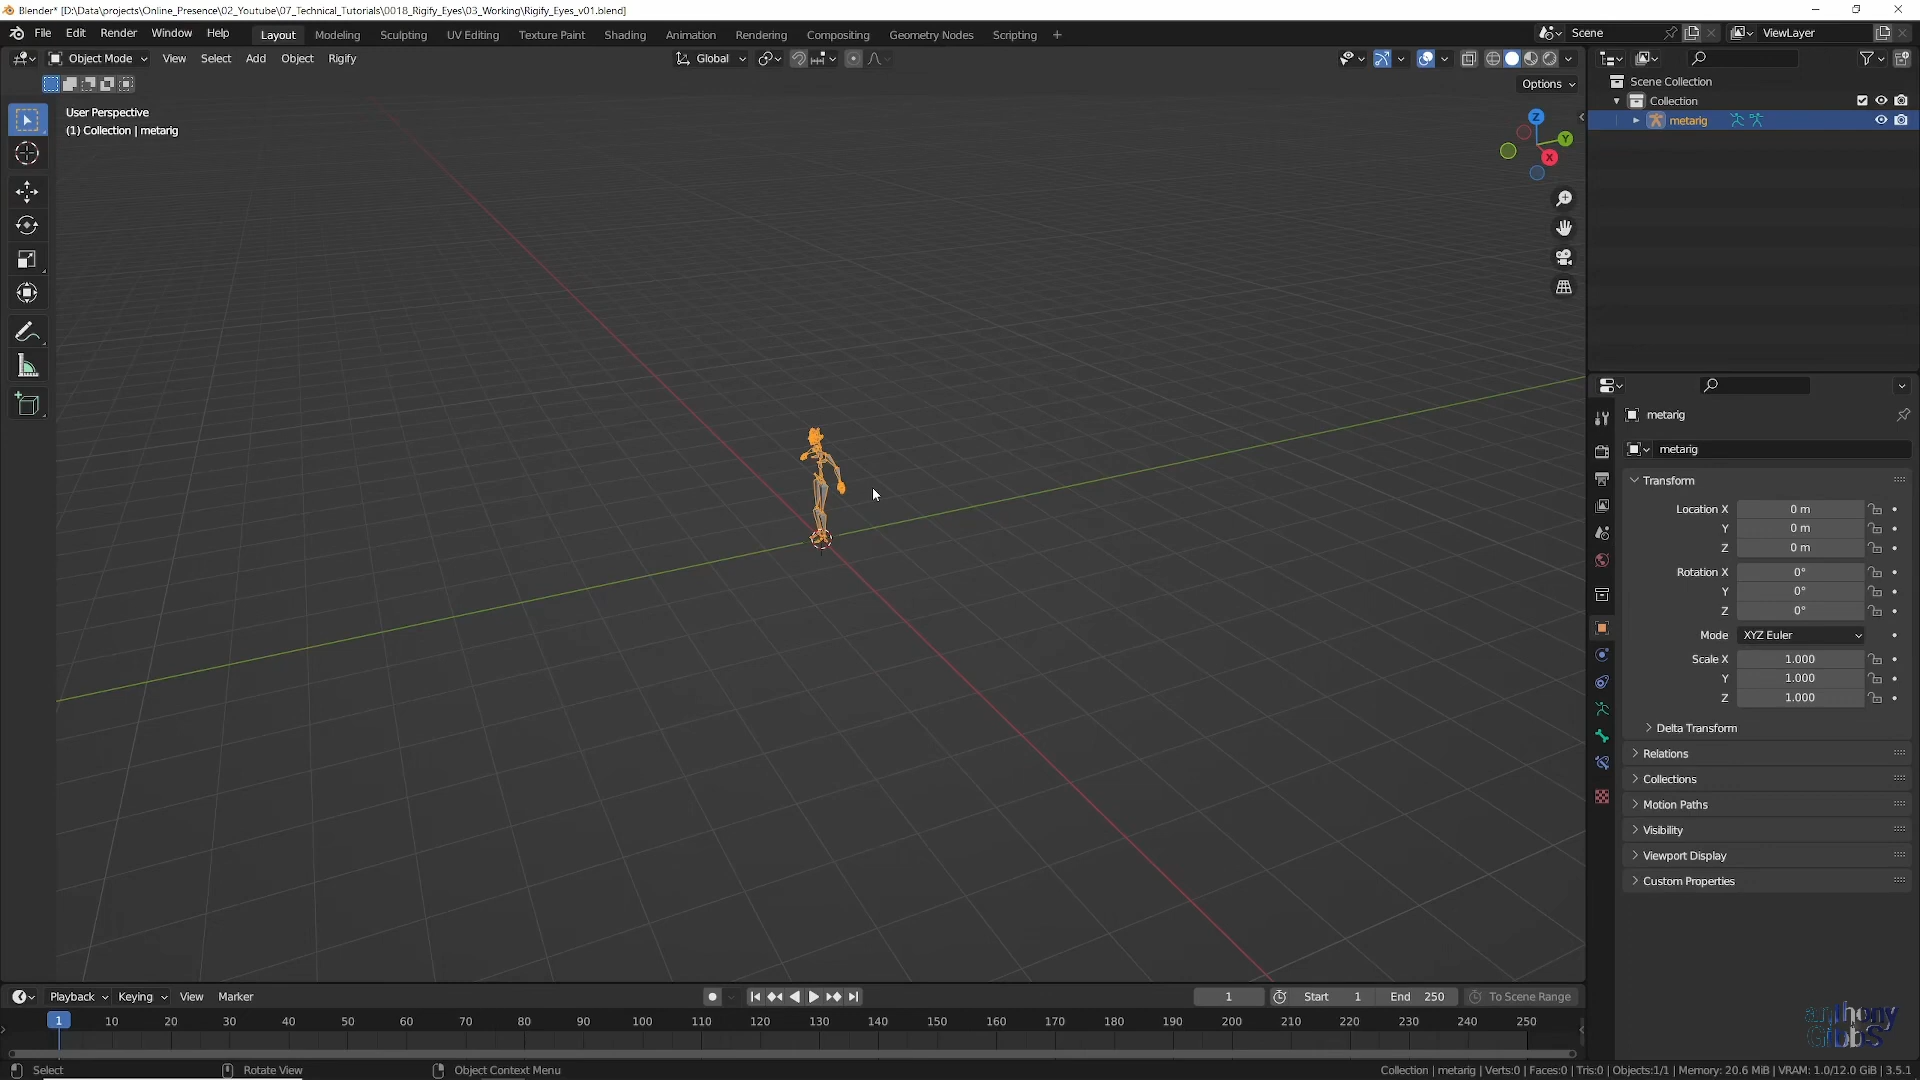 Blender* [D:\Data\projects\Online_Presence\02_Youtube\07_Technical_Tutorials\0018_Rigify_Eyes\03_Working\Rigify_Eyes_v01.blend]
File Edit Render Window Help Layout Modeling Sculpting UV Editing Texture Paint Shading Animation Rendering Compositing Geometry Nodes Scripting + Scene ViewLayer
Object Mode View Select Add Object Rigify Global
Options
User Perspective
(1) Collection | metarig
Z
Y
X
Scene Collection
Collection
metarig
metarig
metarig
Transform
Location X 0 m
Y 0 m
Z 0 m
Rotation X 0°
Y 0°
Z 0°
Mode XYZ Euler
Scale X 1.000
Y 1.000
Z 1.000
Delta Transform
Relations
Collections
Motion Paths
Visibility
Viewport Display
Custom Properties
Playback Keying View Marker 1 Start 1 End 250 To Scene Range
1 10 20 30 40 50 60 70 80 90 100 110 120 130 140 150 160 170 180 190 200 210 220 230 240 250
anthony
GibbS
Select Rotate View Object Context Menu Collection | metarig | Verts:0 | Faces:0 | Tris:0 | Objects:1/1 | Memory: 20.6 MiB | VRAM: 1.0/12.0 GiB | 3.5.1